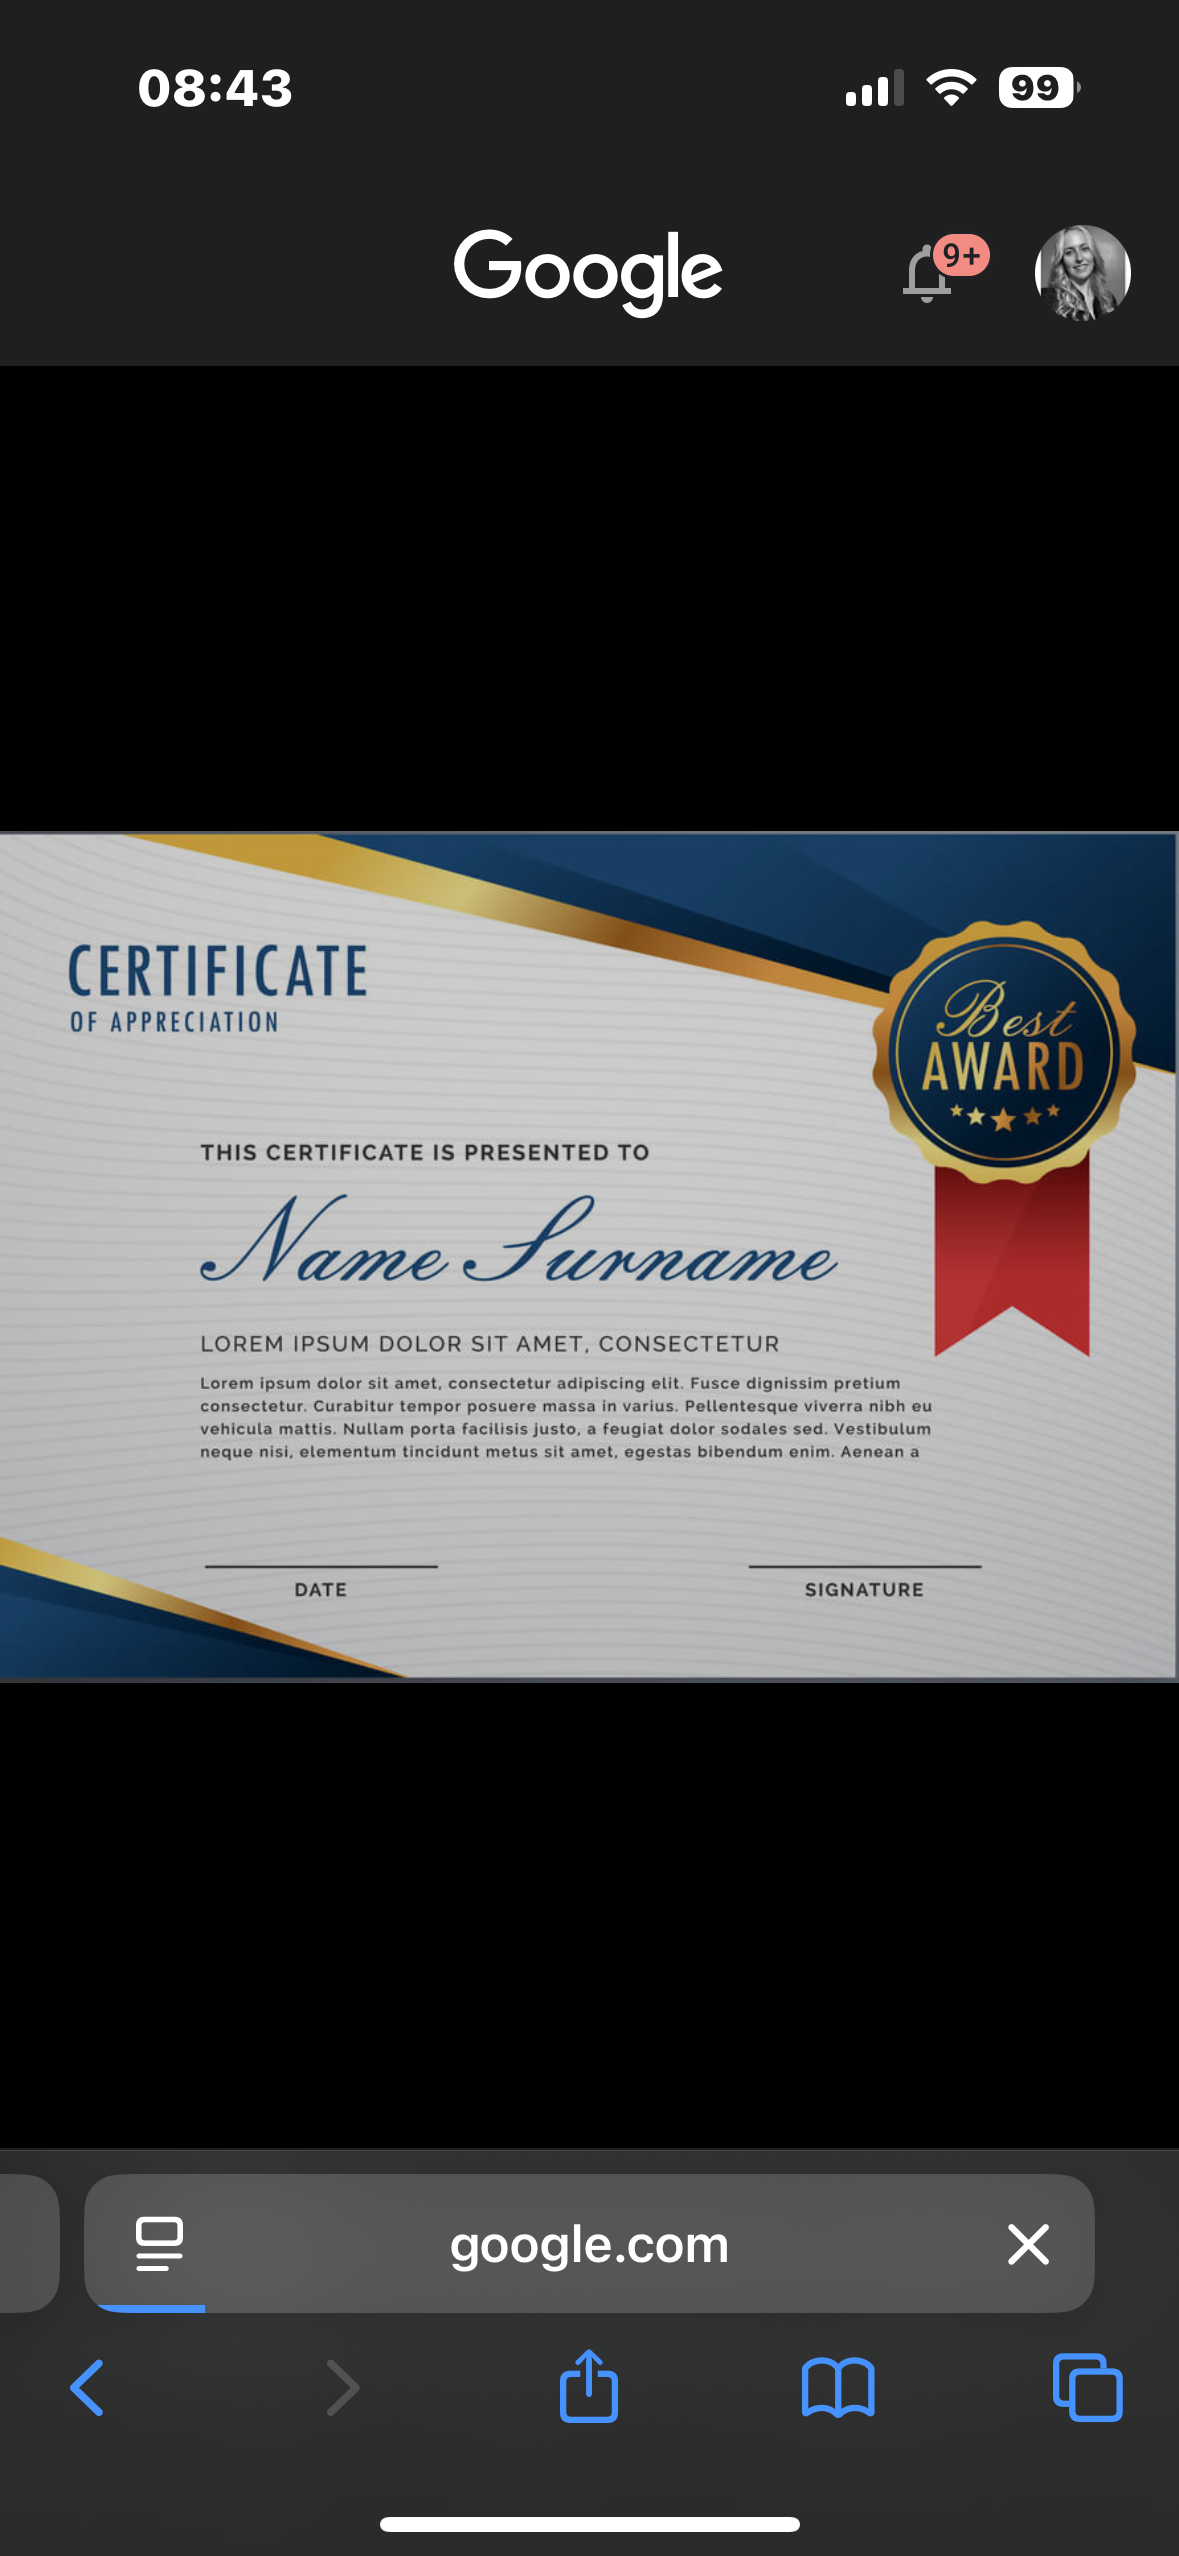 08:43
99
Google
9+
CERTIFICATE
OF APPRECIATION
Best
AWARD
THIS CERTIFICATE IS PRESENTED TO
Name Surname
LOREM IPSUM DOLOR SIT AMET, CONSECTETUR
Lorem ipsum dolor sit amet, consectetur adipiscing elit. Fusce dignissim pretium
consectetur. Curabitur tempor posuere massa in varius. Pellentesque viverra nibh eu
vehicula mattis. Nullam porta facilisis justo, a feugiat dolor sodales sed. Vestibulum
neque nisi, elementum tincidunt metus sit amet, egestas bibendum enim. Aenean a
DATE
SIGNATURE
google.com